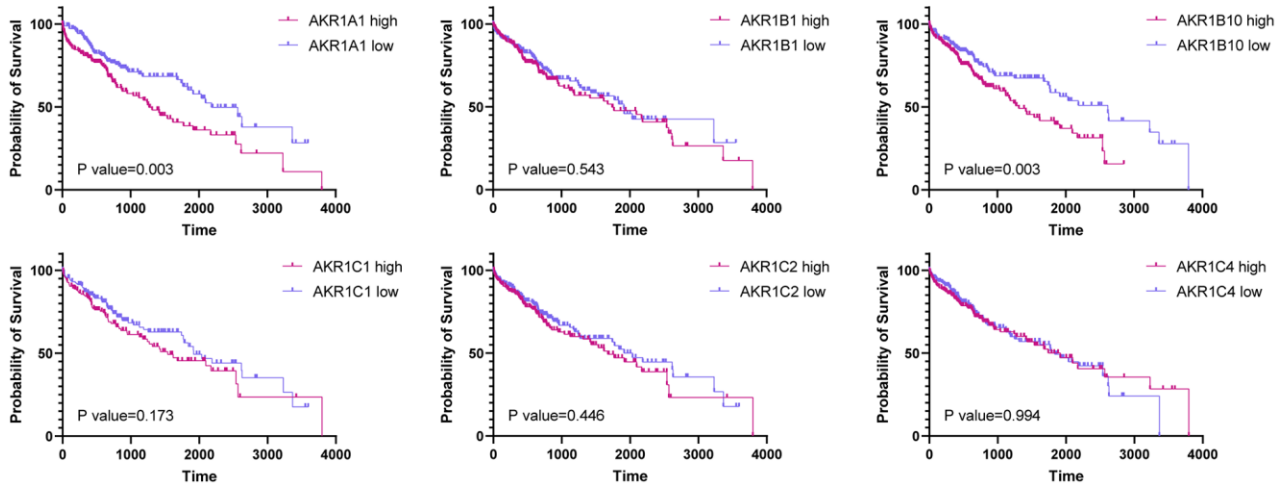 AKR1A1 high
AKR1A1 low
Probability of Survival
100
50
0
P value=0.003
0 1000 2000 3000 4000
Time
AKR1B1 high
AKR1B1 low
Probability of Survival
100
50
0
P value=0.543
0 1000 2000 3000 4000
Time
AKR1B10 high
AKR1B10 low
Probability of Survival
100
50
0
P value=0.003
0 1000 2000 3000 4000
Time
AKR1C1 high
AKR1C1 low
Probability of Survival
100
50
0
P value=0.173
0 1000 2000 3000 4000
Time
AKR1C2 high
AKR1C2 low
Probability of Survival
100
50
0
P value=0.446
0 1000 2000 3000 4000
Time
AKR1C4 high
AKR1C4 low
Probability of Survival
100
50
0
P value=0.994
0 1000 2000 3000 4000
Time